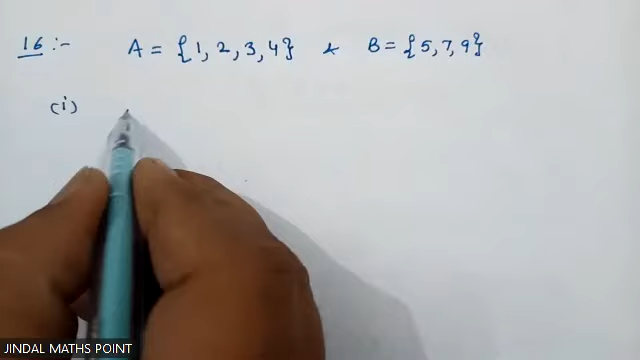 16:- A = {1, 2, 3, 4} & B = {5, 7, 9}
(i)
JINDAL MATHS POINT